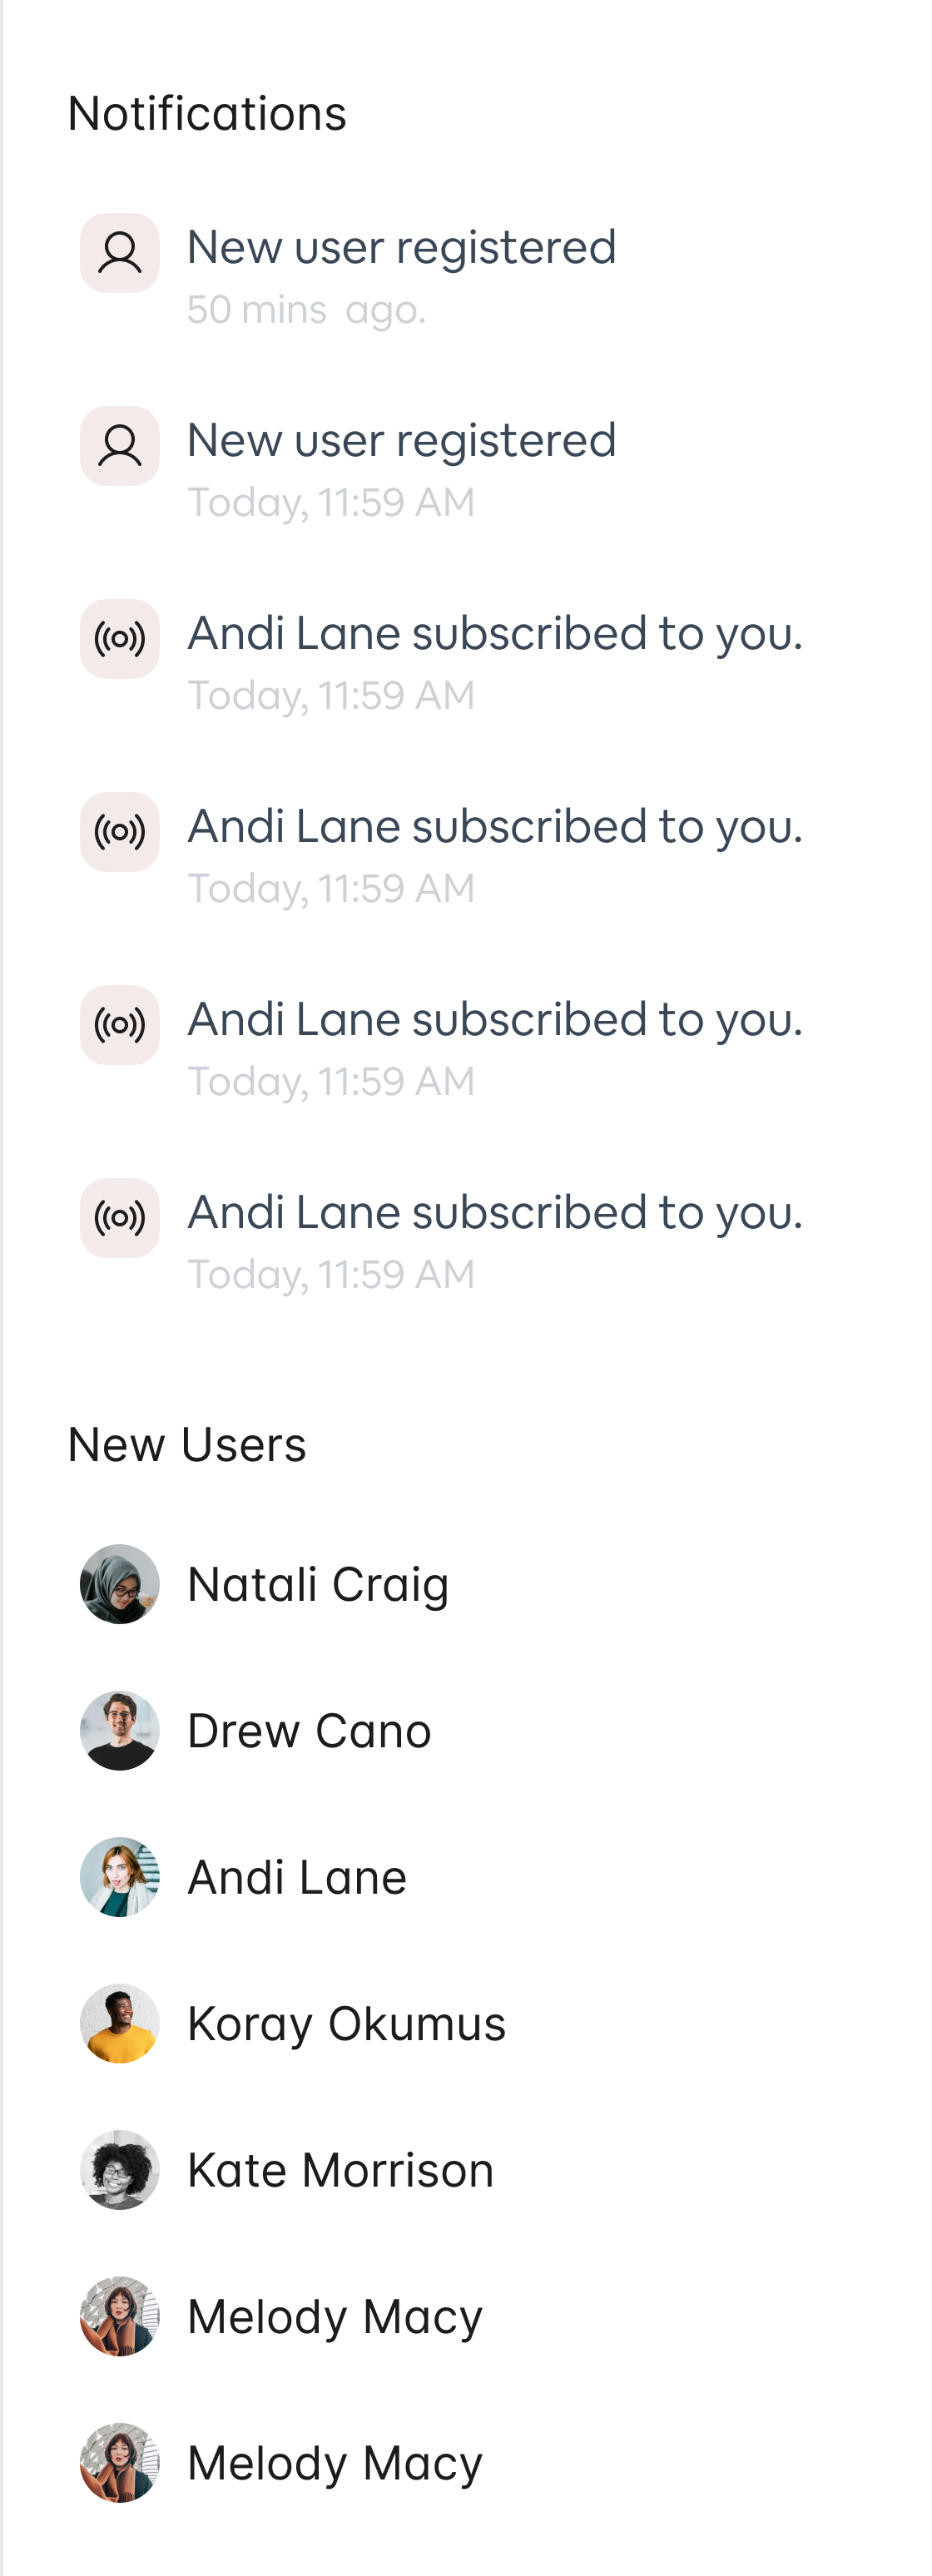 Notifications
New user registered
50 mins  ago.
New user registered
Today, 11:59 AM
Andi Lane subscribed to you.
Today, 11:59 AM
Andi Lane subscribed to you.
Today, 11:59 AM
Andi Lane subscribed to you.
Today, 11:59 AM
Andi Lane subscribed to you.
Today, 11:59 AM
New Users
Natali Craig
Drew Cano
Andi Lane
Koray Okumus
Kate Morrison
Melody Macy
Melody Macy